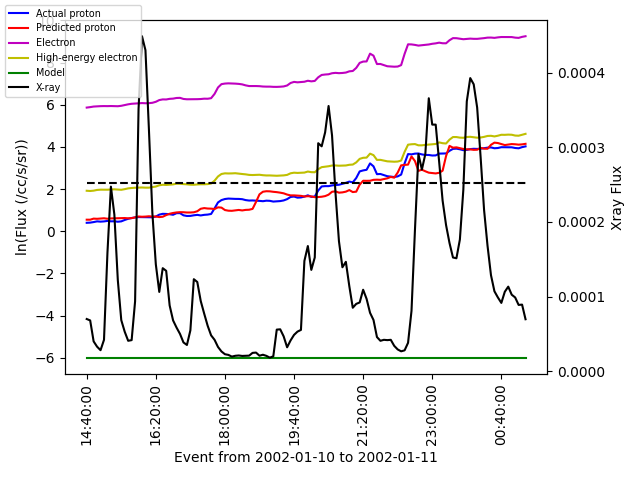 Actual proton
Predicted proton
Electron
High-energy electron
Model
X-ray
6
4
2
0
−2
−4
−6
ln(Flux (/cc/s/sr))
0.0004
0.0003
0.0002
0.0001
0.0000
Xray Flux
14:40:00
16:20:00
18:00:00
19:40:00
21:20:00
23:00:00
00:40:00
Event from 2002-01-10 to 2002-01-11